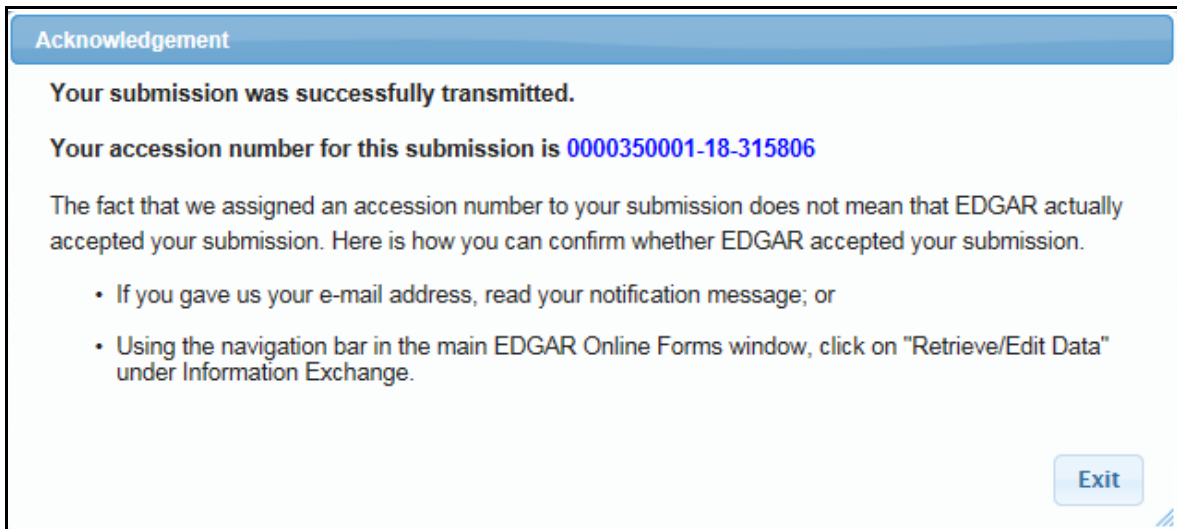 Acknowledgement
Your submission was successfully transmitted.
Your accession number for this submission is 0000350001-18-315806
The fact that we assigned an accession number to your submission does not mean that EDGAR actually
accepted your submission. Here is how you can confirm whether EDGAR accepted your submission.
• If you gave us your e-mail address, read your notification message; or
• Using the navigation bar in the main EDGAR Online Forms window, click on "Retrieve/Edit Data"
under Information Exchange.
Exit